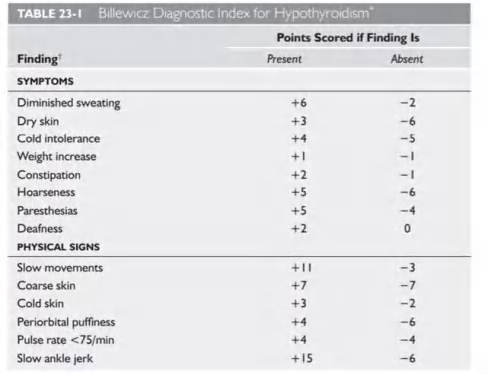 TABLE 23-1 Billewicz Diagnostic Index for Hypothyroidism*
Points Scored if Finding Is
Finding† Present Absent
SYMPTOMS
Diminished sweating +6 −2
Dry skin +3 −6
Cold intolerance +4 −5
Weight increase +1 −1
Constipation +2 −1
Hoarseness +5 −6
Paresthesias +5 −4
Deafness +2 0
PHYSICAL SIGNS
Slow movements +11 −3
Coarse skin +7 −7
Cold skin +3 −2
Periorbital puffiness +4 −6
Pulse rate <75/min +4 −4
Slow ankle jerk +15 −6